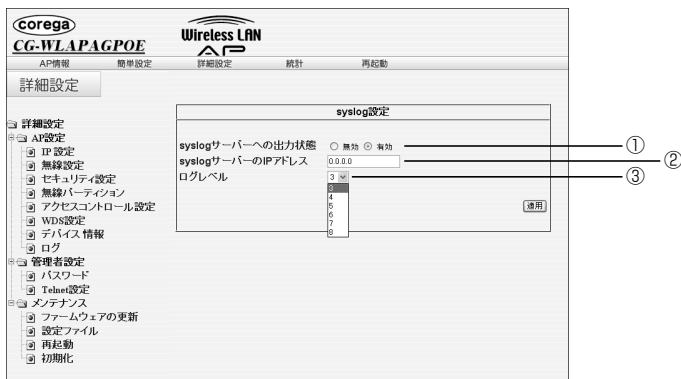 corega
CG-WLAPAGPOE
Wireless LAN
AP
AP情報 簡単設定 詳細設定 統計 再起動
詳細設定
詳細設定
AP設定
IP 設定
無線設定
セキュリティ設定
無線パーティション
アクセスコントロール設定
WDS設定
デバイス 情報
ログ
管理者設定
パスワード
Telnet設定
メンテナンス
ファームウェアの更新
設定ファイル
再起動
初期化
syslog設定
syslogサーバーへの出力状態 無効 有効 ①
syslogサーバーのIPアドレス 0.0.0.0 ②
ログレベル 3 ③
3
4
5
6
7
8
適用